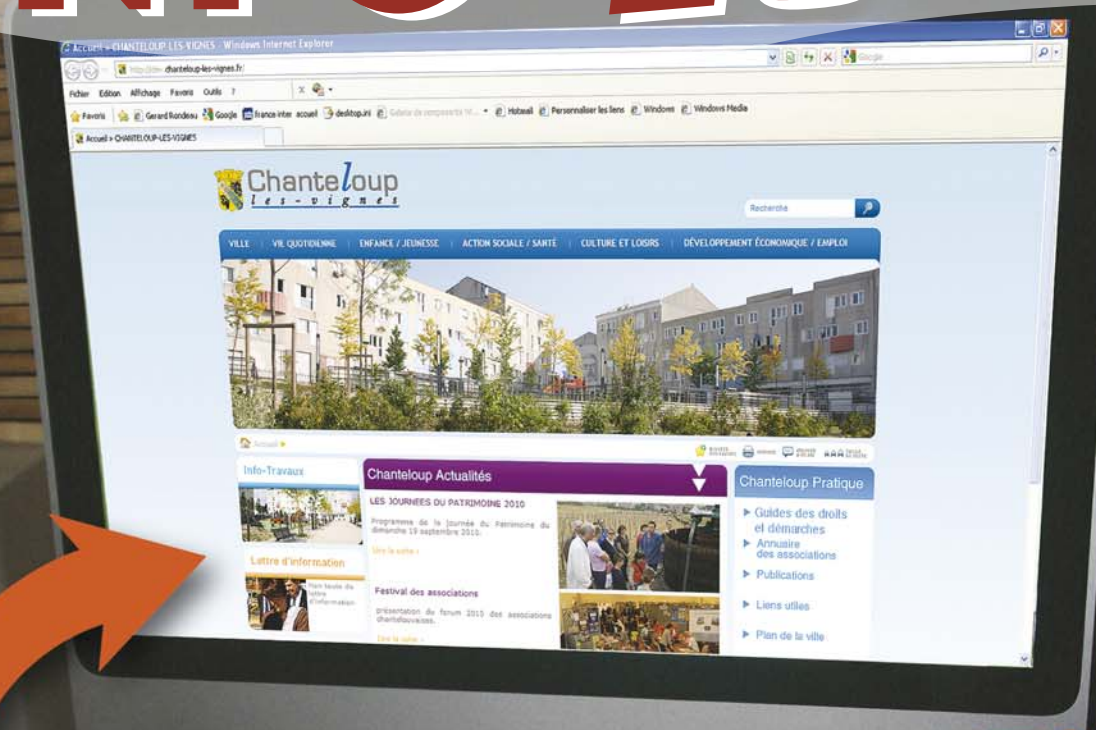 Accueil » CHANTELOUP-LES-VIGNES - Windows Internet Explorer
chanteloup-les-vignes.fr/
Google
Fichier Edition Affichage Favoris Outils ?
X
Favoris Gerard Rondeau Google france inter accueil desktop.ini Hotmail Personnaliser les liens Windows Windows Media
Accueil » CHANTELOUP-LES-VIGNES
Chanteloup
les-vignes
Recherche
VILLE VIE QUOTIDIENNE ENFANCE / JEUNESSE ACTION SOCIALE / SANTÉ CULTURE ET LOISIRS DÉVELOPPEMENT ÉCONOMIQUE / EMPLOI
Accueil
Info-Travaux
Chanteloup Actualités
Chanteloup Pratique
LES JOURNEES DU PATRIMOINE 2010
Programme de la journée du Patrimoine du
dimanche 19 septembre 2010.
Lire la suite »
Guides des droits
et démarches
Annuaire
des associations
Publications
Liens utiles
Plan de la ville
Lettre d'information
lettre
d'information
Festival des associations
présentation du forum 2010 des associations
chantelouvaises.
Lire la suite »